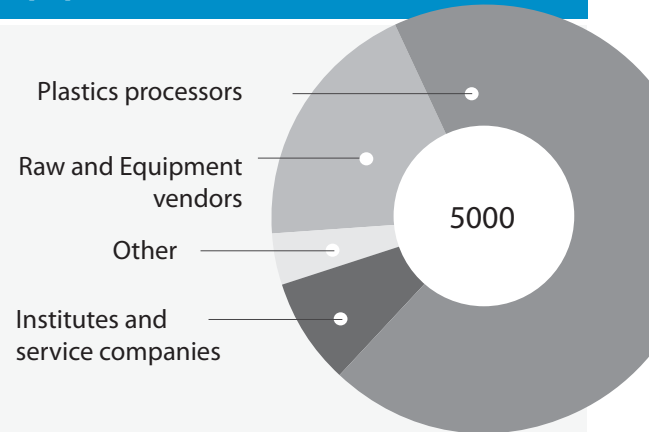 Plastics processors
Raw and Equipment
vendors
5000
Other
Institutes and
service companies